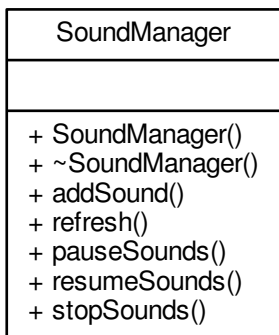 SoundManager
+ SoundManager()
+ ~SoundManager()
+ addSound()
+ refresh()
+ pauseSounds()
+ resumeSounds()
+ stopSounds()